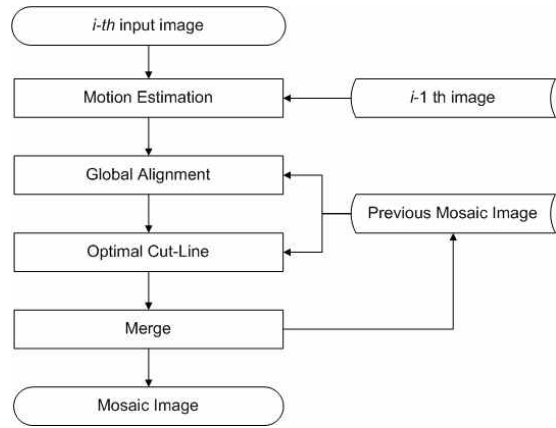 i-th input image
Motion Estimation
i-1 th image
Global Alignment
Previous Mosaic Image
Optimal Cut-Line
Merge
Mosaic Image